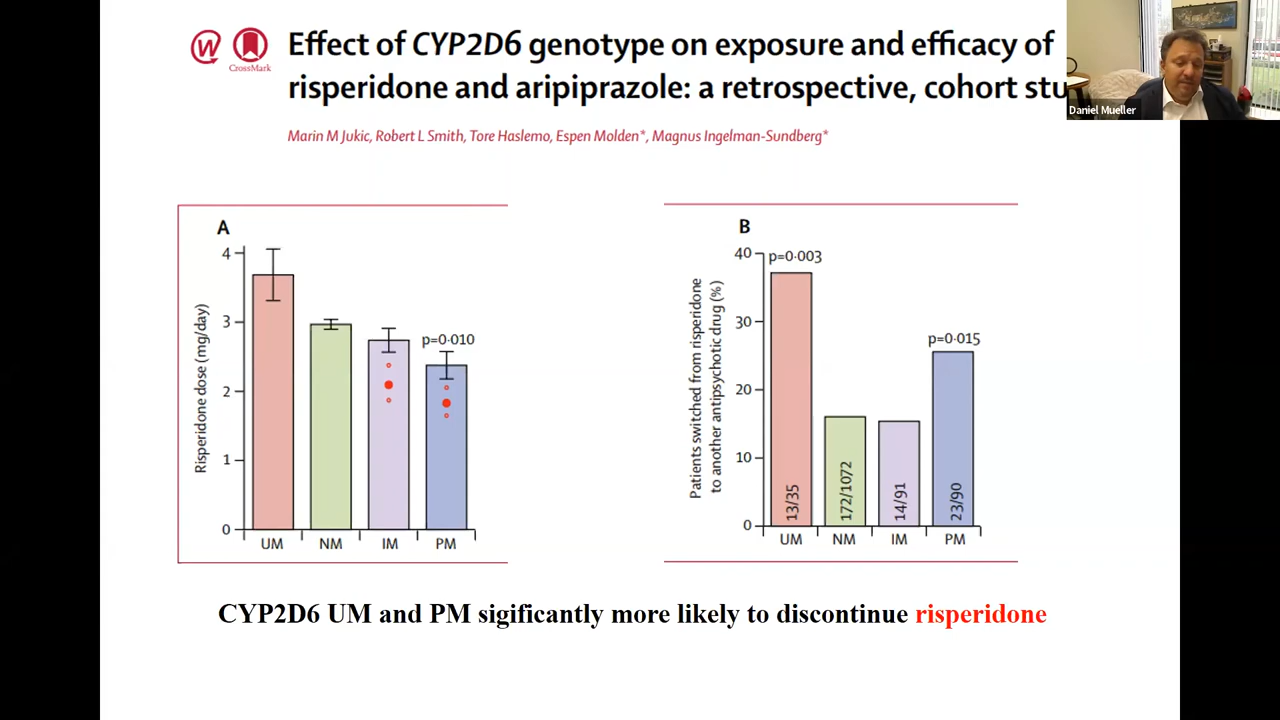 Effect of CYP2D6 genotype on exposure and efficacy of
risperidone and aripiprazole: a retrospective, cohort stu
CrossMark
Marin M Jukic, Robert L Smith, Tore Haslemo, Espen Molden*, Magnus Ingelman-Sundberg*
Daniel Mueller
A
Risperidone dose (mg/day)
4
3
2
1
0
p=0·010
UM NM IM PM
B
Patients switched from risperidone
to another antipsychotic drug (%)
40
30
20
10
0
p=0·003
p=0·015
13/35
172/1072
14/91
23/90
UM NM IM PM
CYP2D6 UM and PM sigificantly more likely to discontinue risperidone